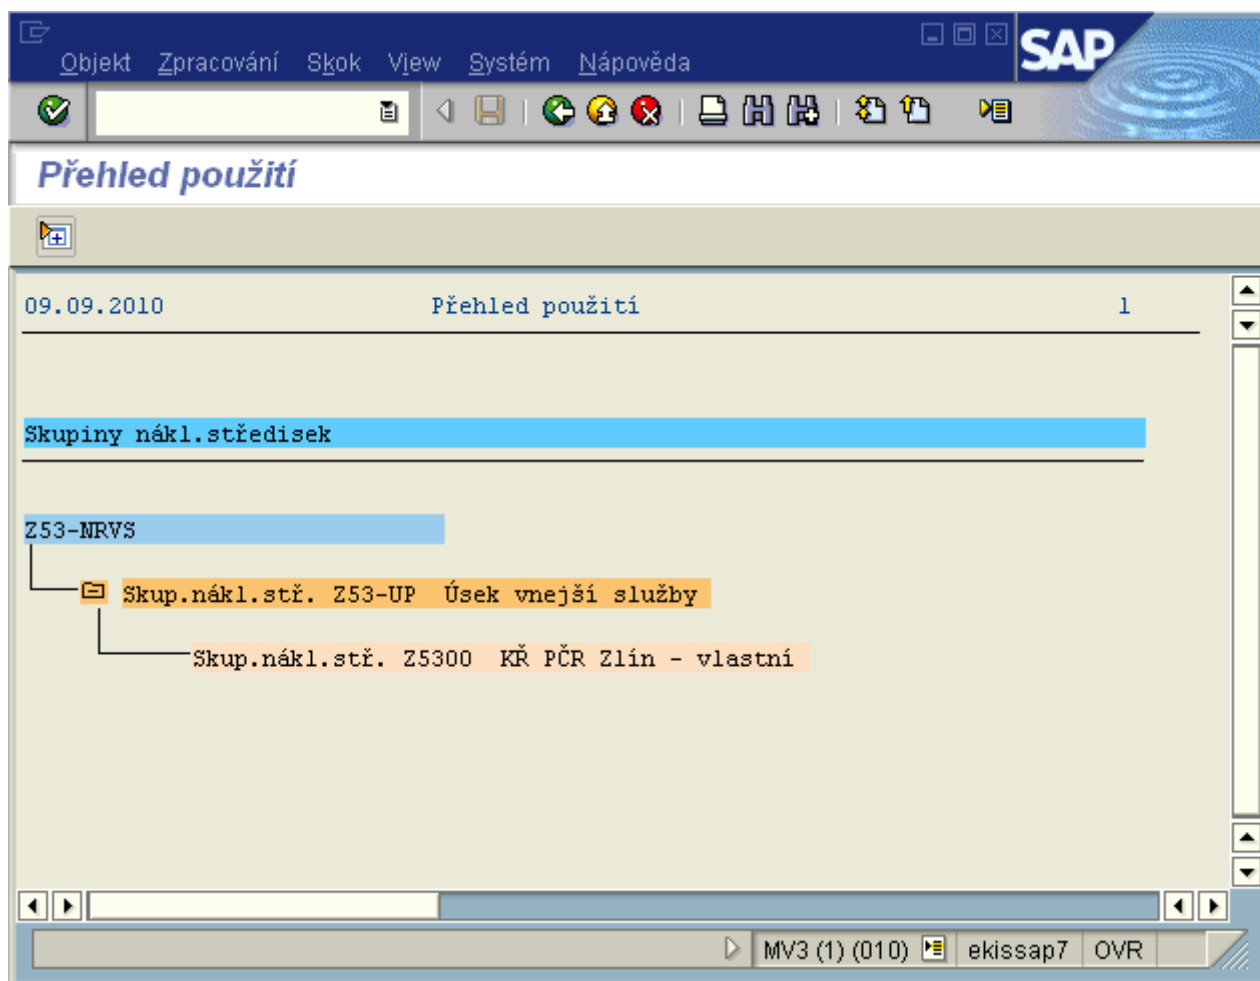 Objekt Zpracování Skok View Systém Nápověda
SAP
Přehled použití
09.09.2010 Přehled použití 1
Skupiny nákl.středisek
Z53-NRVS
Skup.nákl.stř. Z53-UP Úsek vnejší služby
Skup.nákl.stř. Z5300 KŘ PČR Zlín - vlastní
MV3 (1) (010) ekissap7 OVR